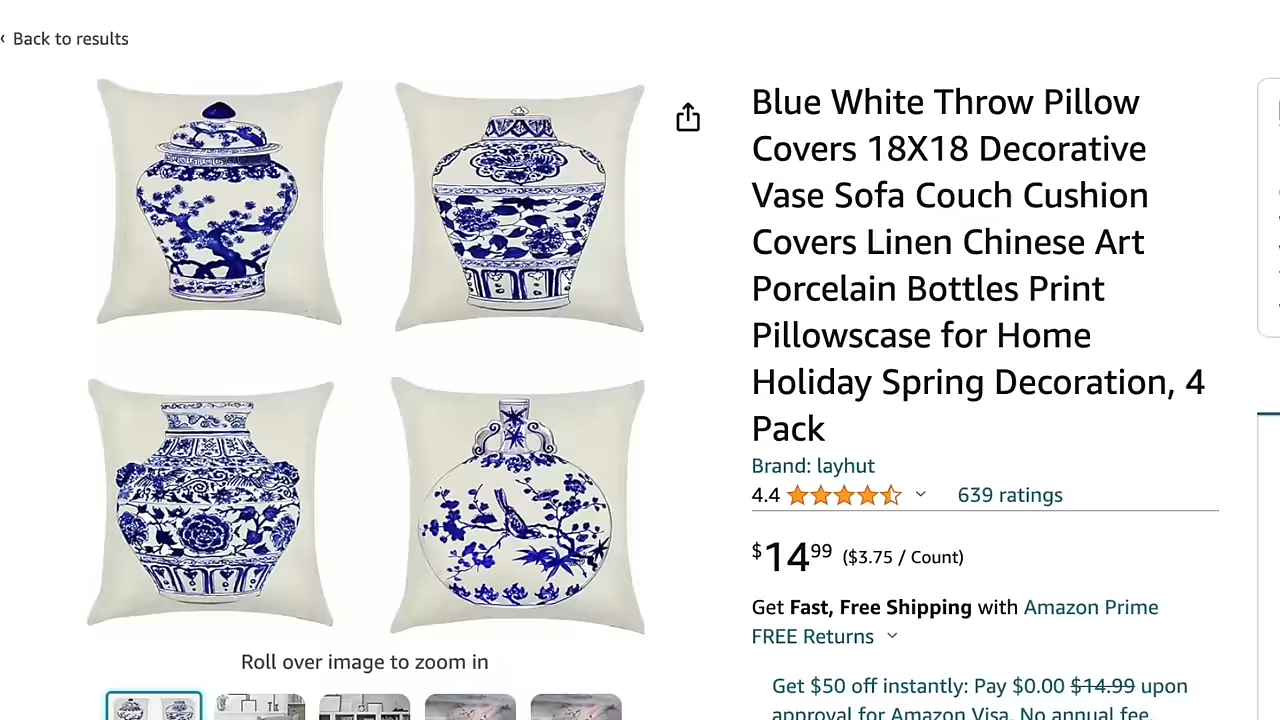 ‹ Back to results
Blue White Throw Pillow
Covers 18X18 Decorative
Vase Sofa Couch Cushion
Covers Linen Chinese Art
Porcelain Bottles Print
Pillowscase for Home
Holiday Spring Decoration, 4
Pack
Brand: layhut
4.4 639 ratings
$14.99 ($3.75 / Count)
Get Fast, Free Shipping with Amazon Prime
FREE Returns
Roll over image to zoom in
Get $50 off instantly: Pay $0.00 $14.99 upon
approval for Amazon Visa. No annual fee.